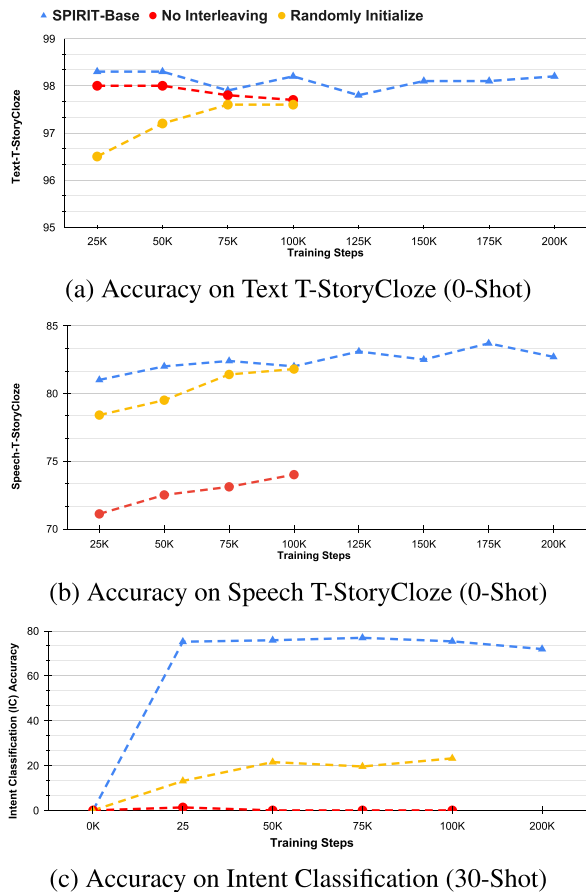 SPIRIT-Base No Interleaving Randomly Initialize
99
98
97
96
95
Text-T-StoryCloze
25K 50K 75K 100K 125K 150K 175K 200K
Training Steps
(a) Accuracy on Text T-StoryCloze (0-Shot)
85
80
75
70
Speech-T-StoryCloze
25K 50K 75K 100K 125K 150K 175K 200K
Training Steps
(b) Accuracy on Speech T-StoryCloze (0-Shot)
80
60
40
20
0
Intent Classification (IC) Accuracy
0K 25 50K 75K 100K 200K
Training Steps
(c) Accuracy on Intent Classification (30-Shot)